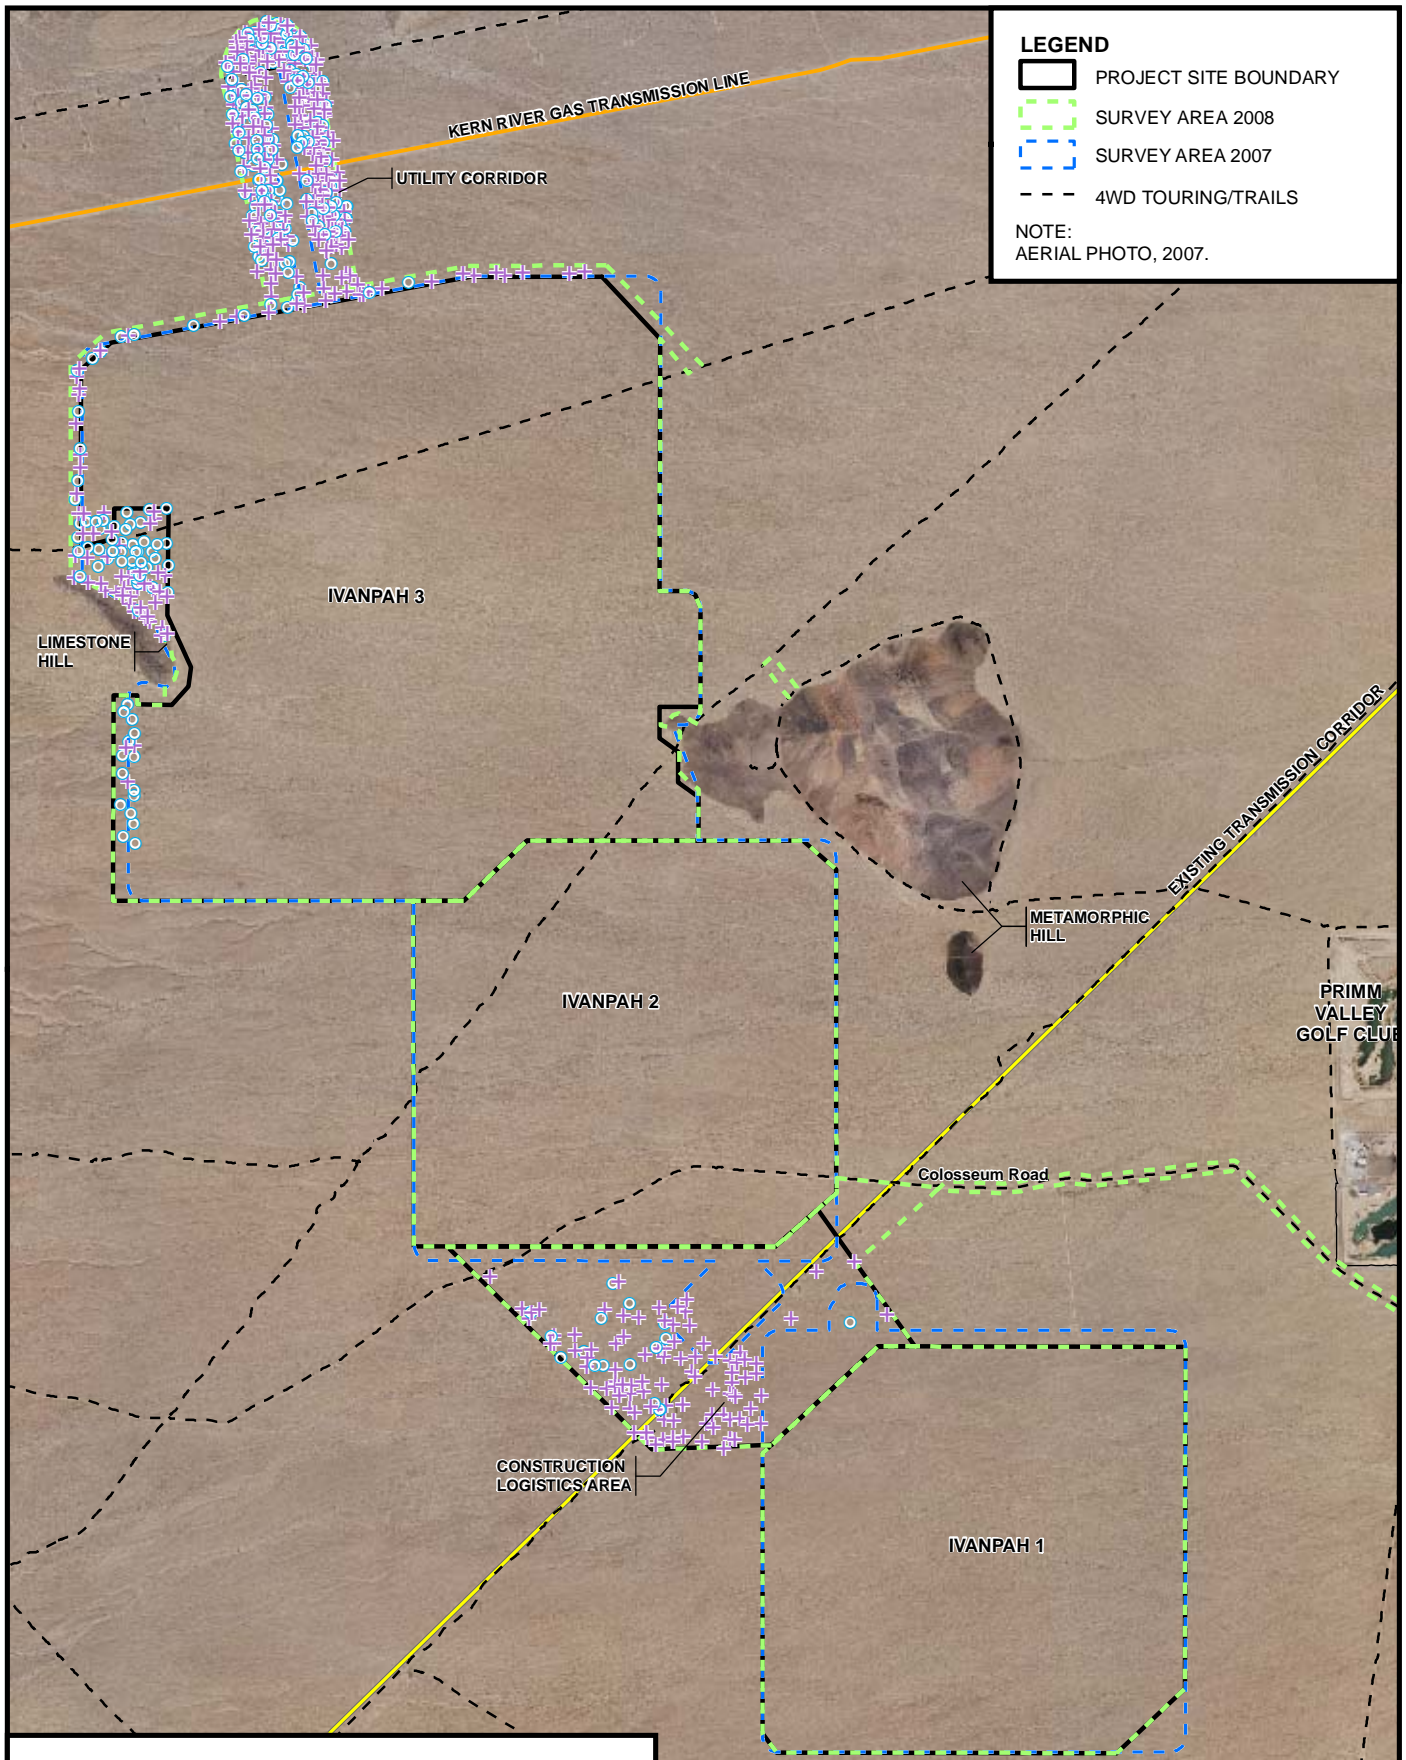 LEGEND
PROJECT SITE BOUNDARY
SURVEY AREA 2008
SURVEY AREA 2007
4WD TOURING/TRAILS
NOTE:
AERIAL PHOTO, 2007.
KERN RIVER GAS TRANSMISSION LINE
UTILITY CORRIDOR
IVANPAH 3
LIMESTONE
HILL
EXISTING TRANSMISSION CORRIDOR
METAMORPHIC
HILL
IVANPAH 2
PRIMM
VALLEY
GOLF CLUB
Colosseum Road
CONSTRUCTION
LOGISTICS AREA
IVANPAH 1